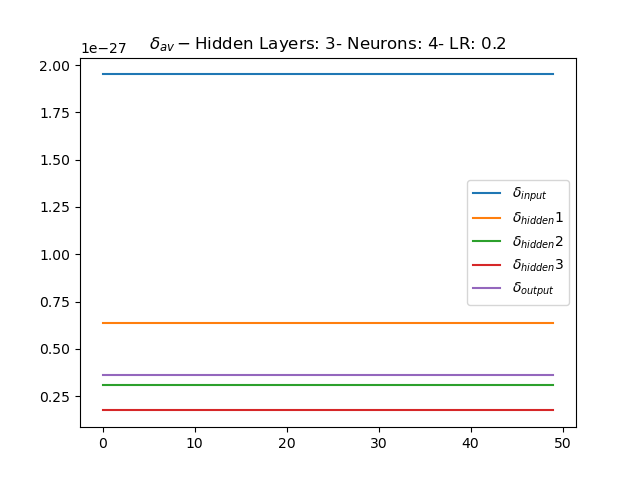 1e−27
δav − Hidden Layers: 3- Neurons: 4- LR: 0.2
2.00
1.75
1.50
1.25
1.00
0.75
0.50
0.25
δinput
δhidden1
δhidden2
δhidden3
δoutput
0 10 20 30 40 50